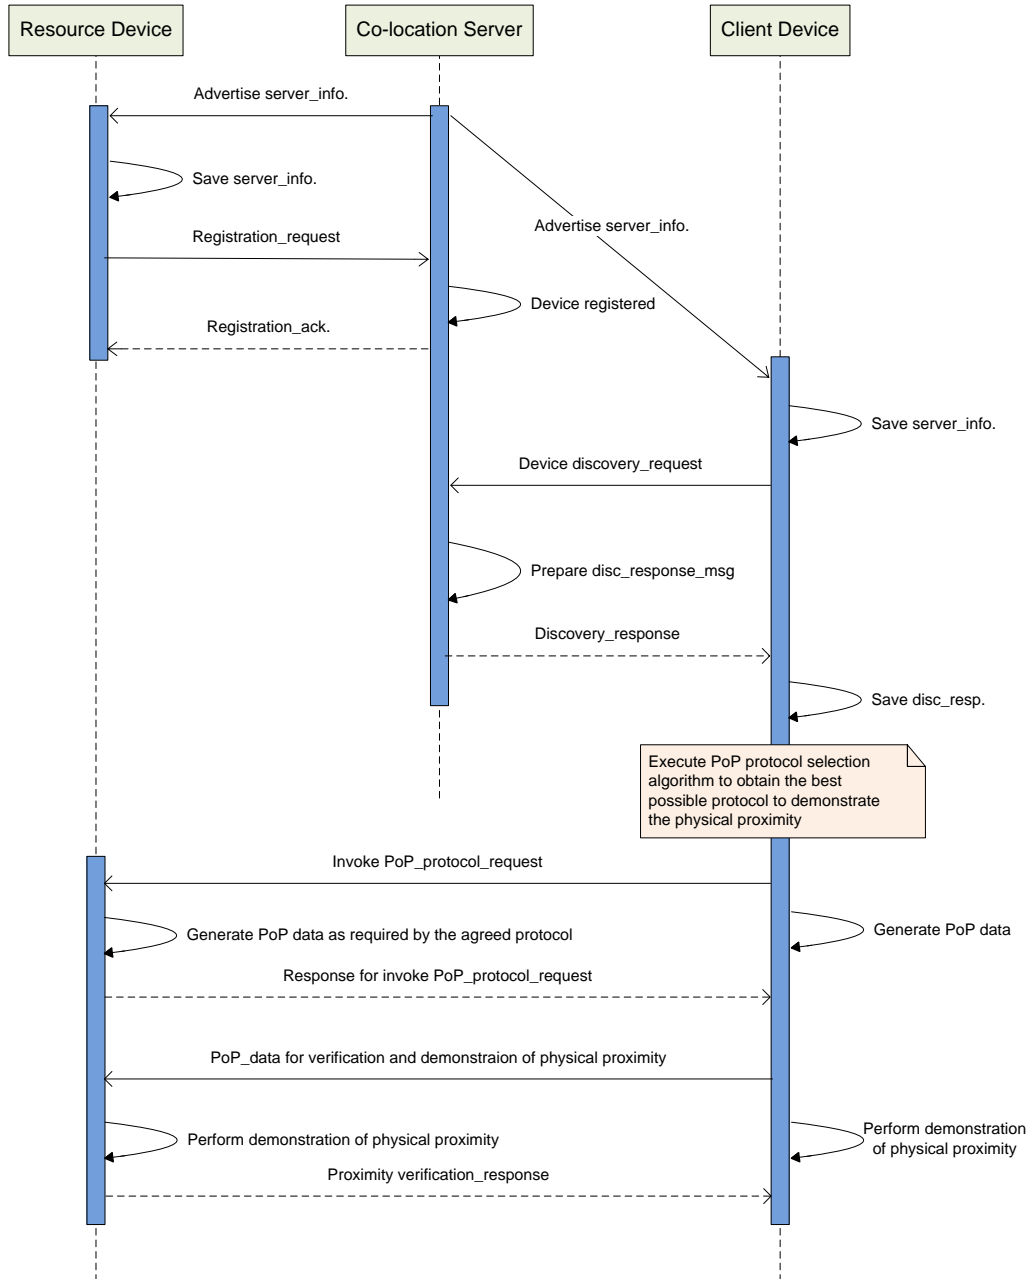 Resource Device
Co-location Server
Client Device
Advertise server_info.
Save server_info.
Advertise server_info.
Registration_request
Device registered
Registration_ack.
Save server_info.
Device discovery_request
Prepare disc_response_msg
Discovery_response
Save disc_resp.
Execute PoP protocol selection
algorithm to obtain the best
possible protocol to demonstrate
the physical proximity
Invoke PoP_protocol_request
Generate PoP data as required by the agreed protocol
Generate PoP data
Response for invoke PoP_protocol_request
PoP_data for verification and demonstraion of physical proximity
Perform demonstration of physical proximity
Perform demonstration
of physical proximity
Proximity verification_response